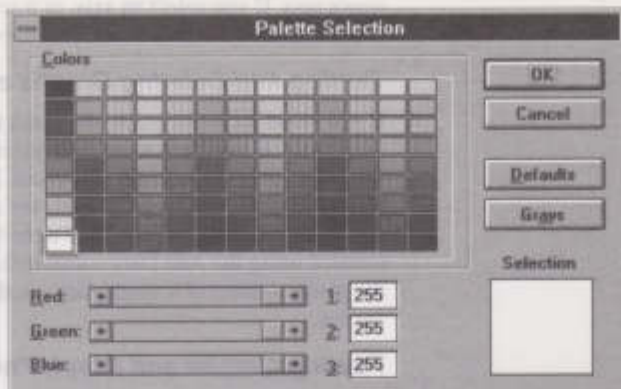 Palette Selection
Colors
OK
Cancel
Defaults
Grays
Selection
Red: 1: 255
Green: 2: 255
Blue: 3: 255